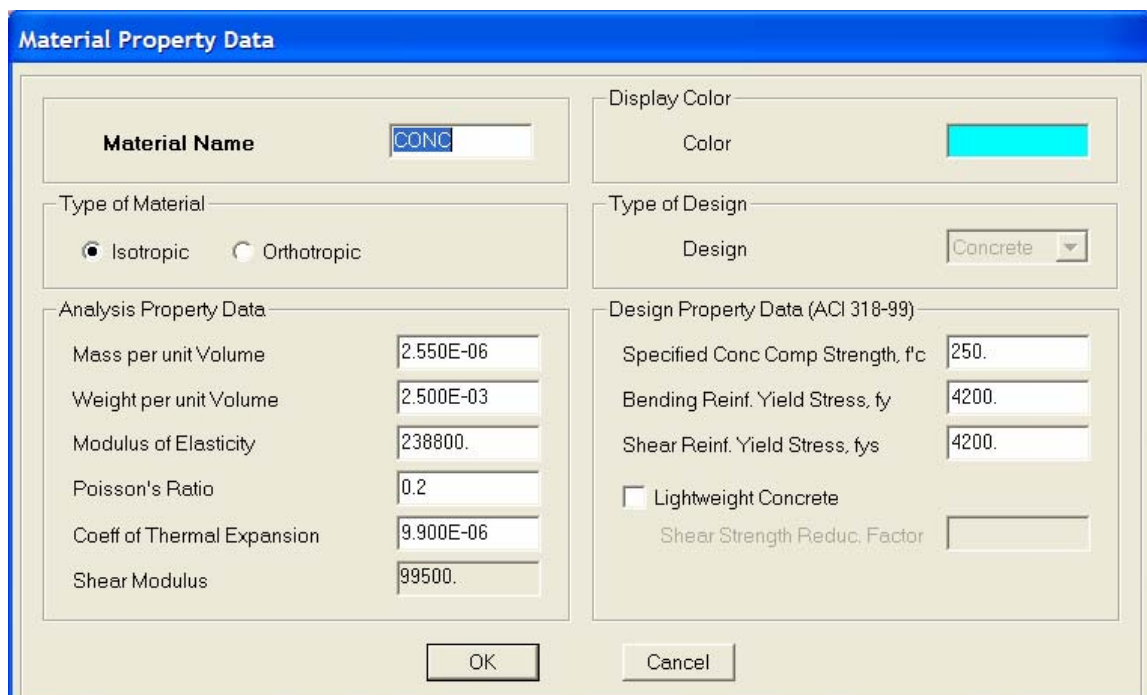 Material Property Data
Material Name
CONC
Display Color
Color
Type of Material
Isotropic
Orthotropic
Type of Design
Design
Concrete
Analysis Property Data
Mass per unit Volume
2.550E-06
Weight per unit Volume
2.500E-03
Modulus of Elasticity
238800.
Poisson's Ratio
0.2
Coeff of Thermal Expansion
9.900E-06
Shear Modulus
99500.
Design Property Data (ACI 318-99)
Specified Conc Comp Strength, f'c
250.
Bending Reinf. Yield Stress, fy
4200.
Shear Reinf. Yield Stress, fys
4200.
Lightweight Concrete
Shear Strength Reduc. Factor
OK
Cancel